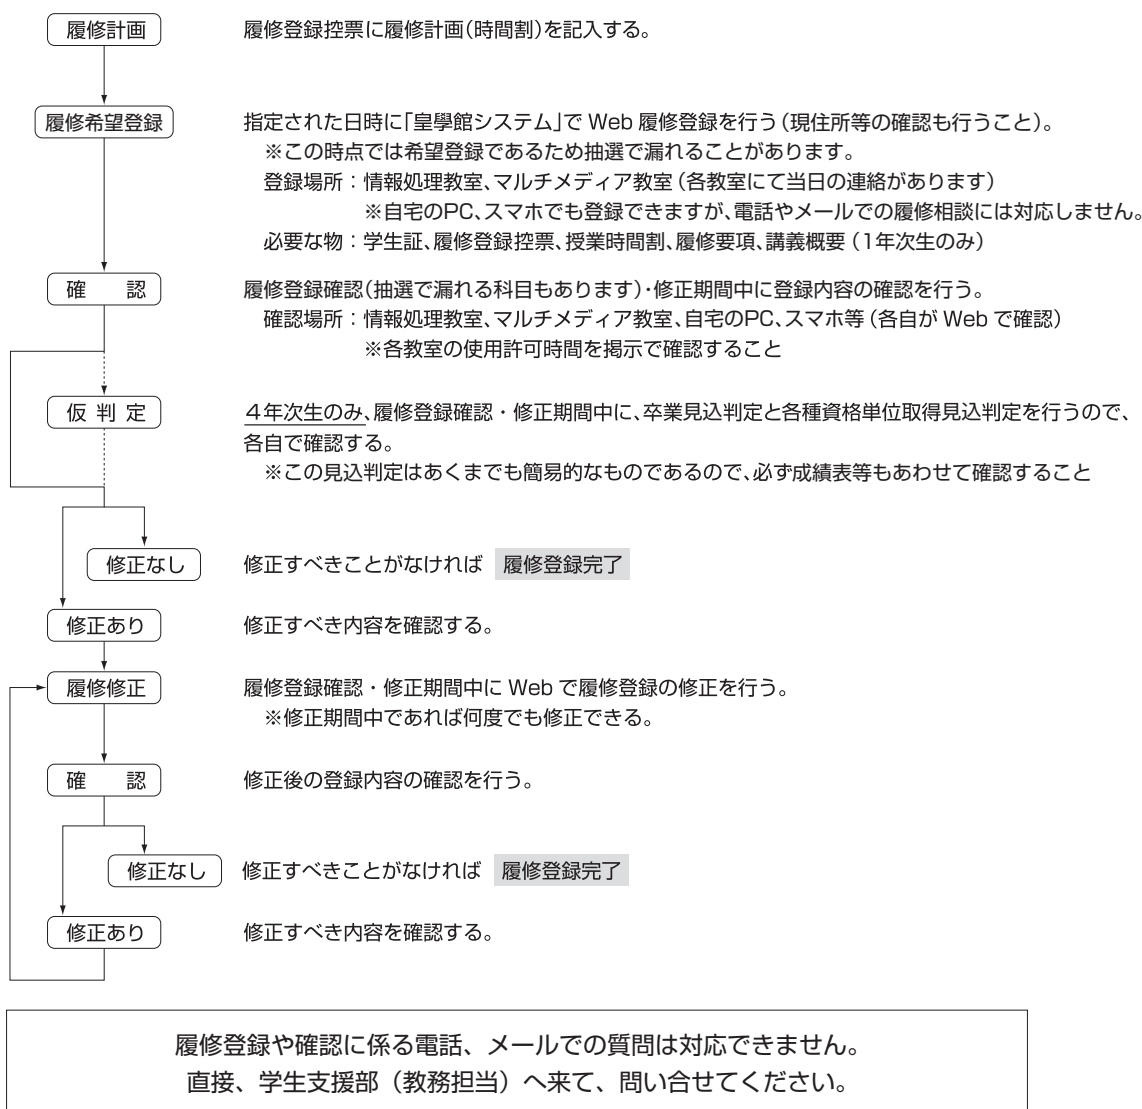 履修計画 履修登録控票に履修計画(時間割)を記入する。
履修希望登録 指定された日時に「皇學館システム」で Web 履修登録を行う(現住所等の確認も行うこと)。
※この時点では希望登録であるため抽選で漏れることがあります。
登録場所：情報処理教室、マルチメディア教室(各教室にて当日の連絡があります)
※自宅のPC、スマホでも登録できますが、電話やメールでの履修相談には対応しません。
必要な物：学生証、履修登録控票、授業時間割、履修要項、講義概要(1年次生のみ)
確　認 履修登録確認(抽選で漏れる科目もあります)・修正期間中に登録内容の確認を行う。
確認場所：情報処理教室、マルチメディア教室、自宅のPC、スマホ等(各自が Web で確認)
※各教室の使用許可時間を掲示で確認すること
仮 判 定 4年次生のみ、履修登録確認・修正期間中に、卒業見込判定と各種資格単位取得見込判定を行うので、
各自で確認する。
※この見込判定はあくまでも簡易的なものであるので、必ず成績表等もあわせて確認すること
修正なし 修正すべきことがなければ 履修登録完了
修正あり 修正すべき内容を確認する。
履修修正 履修登録確認・修正期間中に Web で履修登録の修正を行う。
※修正期間中であれば何度でも修正できる。
確　認 修正後の登録内容の確認を行う。
修正なし 修正すべきことがなければ 履修登録完了
修正あり 修正すべき内容を確認する。
履修登録や確認に係る電話、メールでの質問は対応できません。
直接、学生支援部（教務担当）へ来て、問い合せてください。